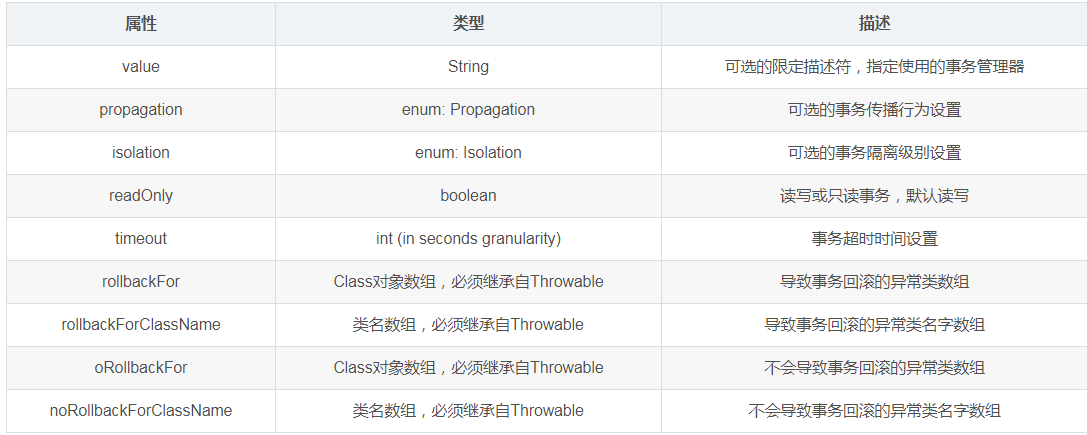 属性 类型 描述
value String 可选的限定描述符，指定使用的事务管理器
propagation enum: Propagation 可选的事务传播行为设置
isolation enum: Isolation 可选的事务隔离级别设置
readOnly boolean 读写或只读事务，默认读写
timeout int (in seconds granularity) 事务超时时间设置
rollbackFor Class对象数组，必须继承自Throwable 导致事务回滚的异常类数组
rollbackForClassName 类名数组，必须继承自Throwable 导致事务回滚的异常类名字数组
oRollbackFor Class对象数组，必须继承自Throwable 不会导致事务回滚的异常类数组
noRollbackForClassName 类名数组，必须继承自Throwable 不会导致事务回滚的异常类名字数组